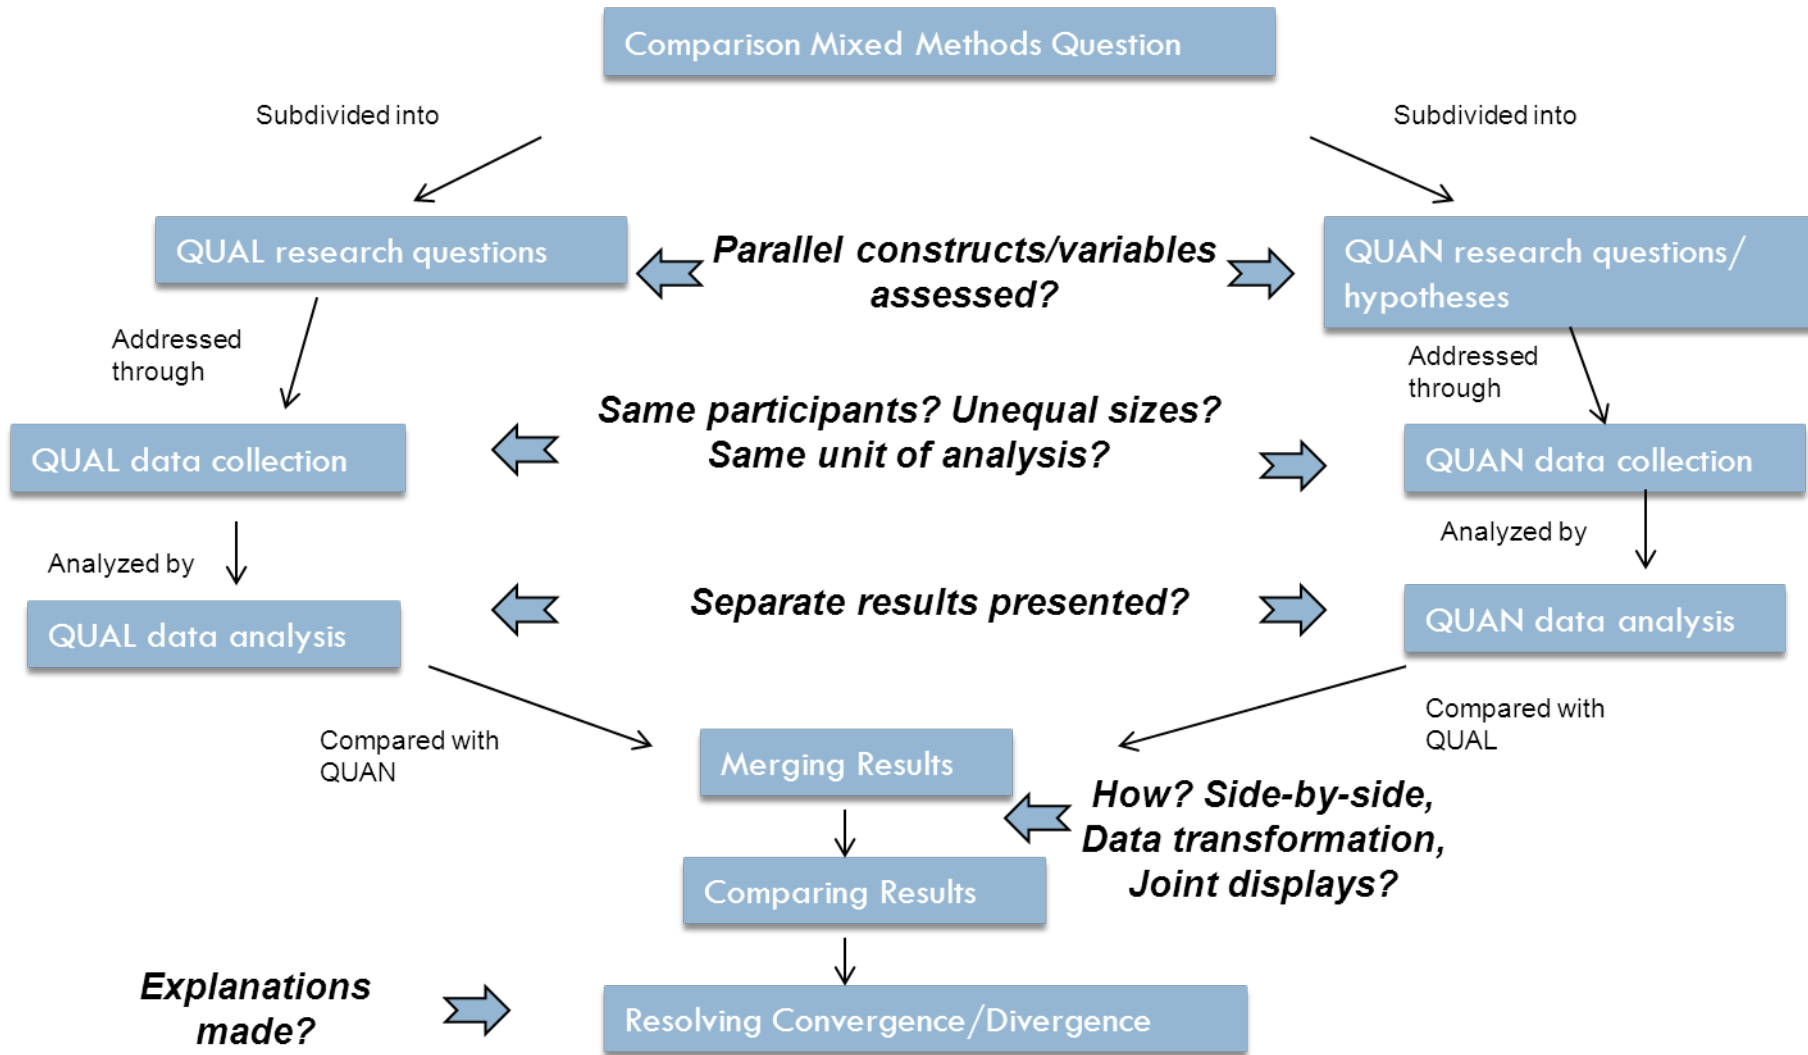 Comparison Mixed Methods Question
Subdivided into
Subdivided into
QUAL research questions
Parallel constructs/variables
assessed?
QUAN research questions/
hypotheses
Addressed
through
Addressed
through
Same participants? Unequal sizes?
Same unit of analysis?
QUAL data collection
QUAN data collection
Analyzed by
Analyzed by
Separate results presented?
QUAL data analysis
QUAN data analysis
Compared with
QUAN
Compared with
QUAL
Merging Results
How? Side-by-side,
Data transformation,
Joint displays?
Comparing Results
Explanations
made?
Resolving Convergence/Divergence